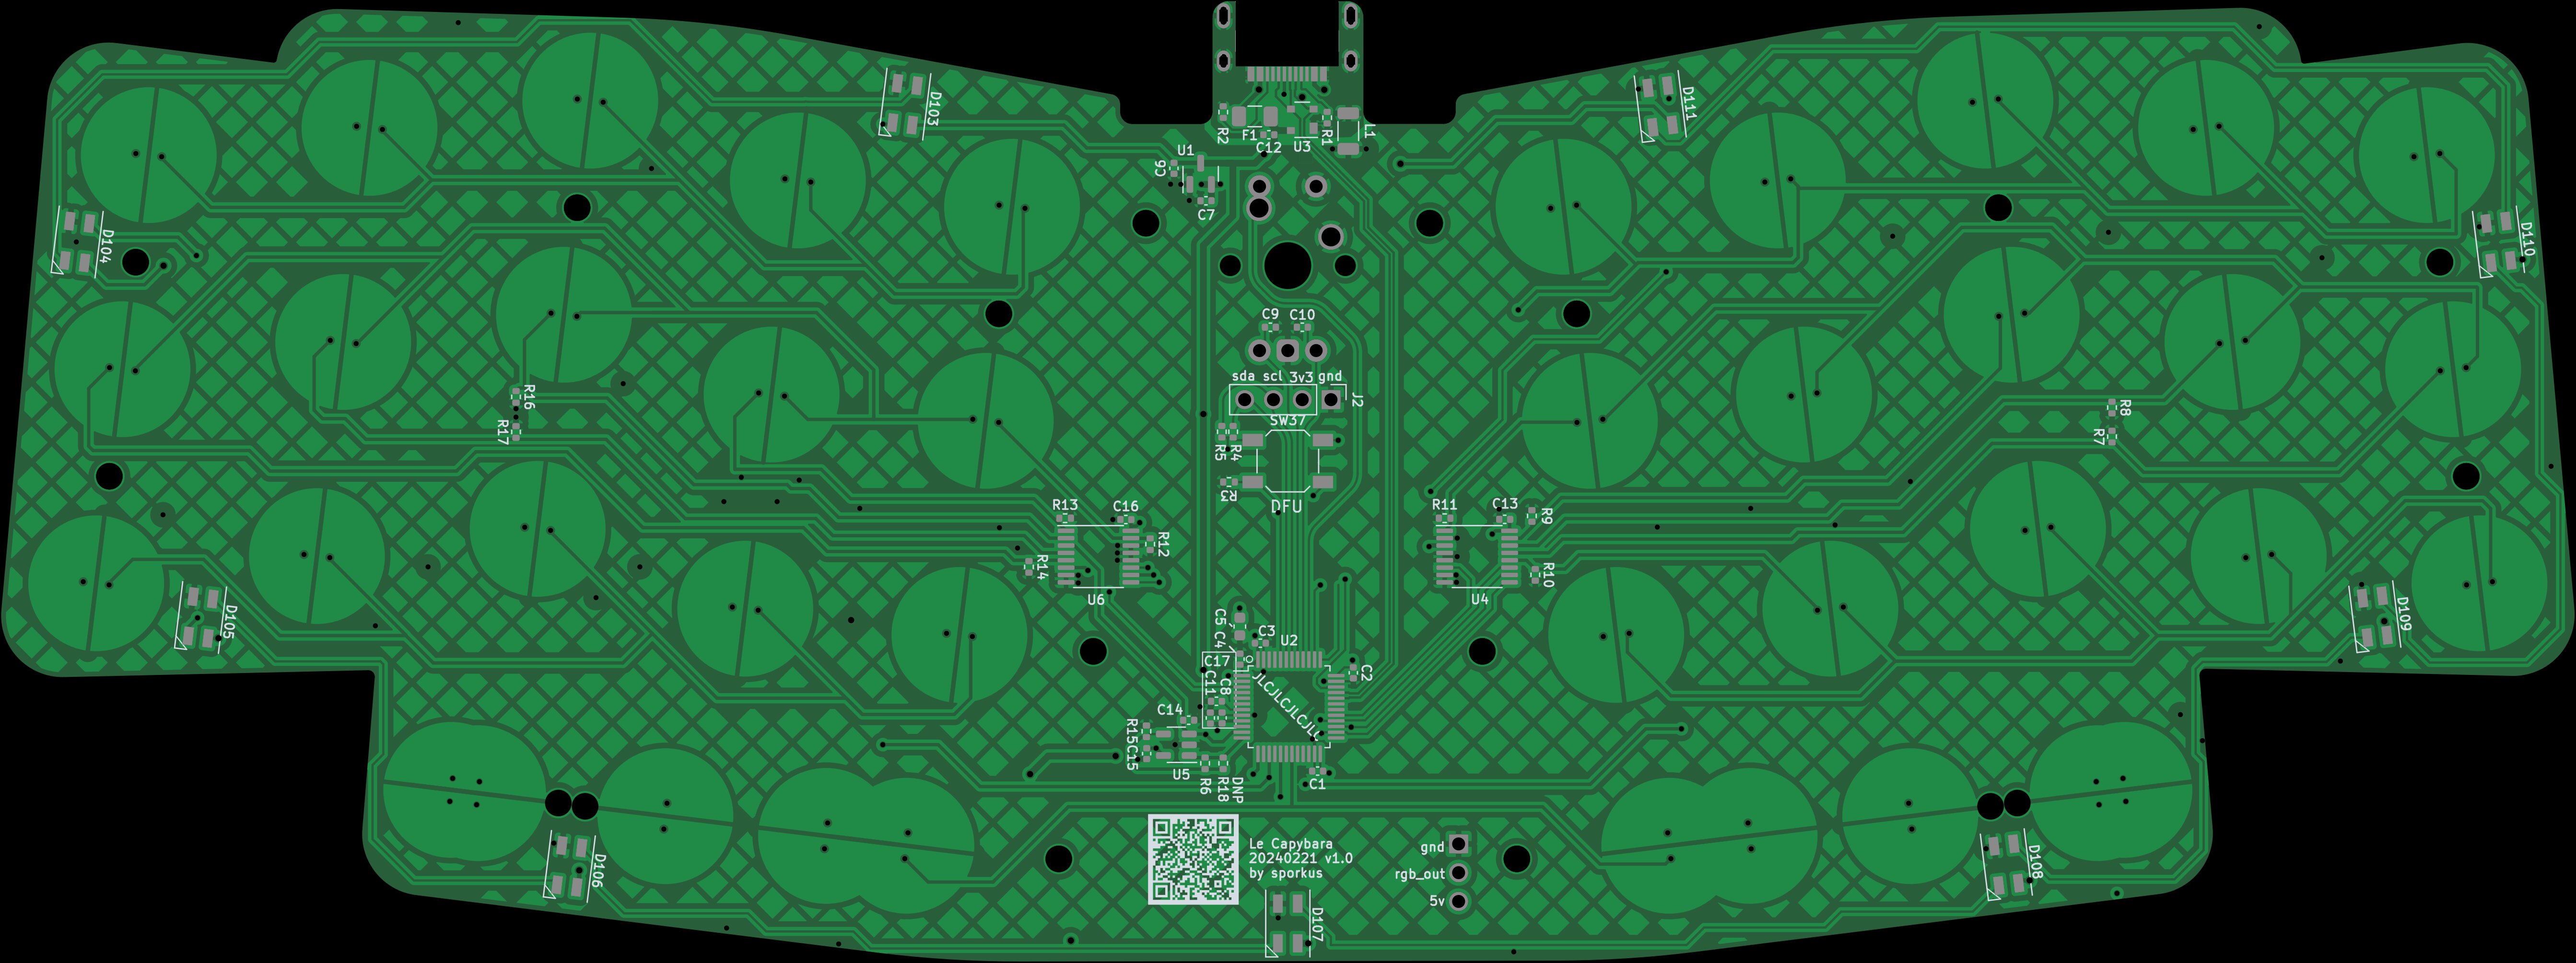 D103
D111
R2
F1
C12
U3
R1
L1
U1
C6
C7
D104
D110
C9
C10
sda scl 3v3 gnd
J2
SW37
R16
R17
R8
R7
R5
R4
R3
DFU
R13
C16
R12
R14
U6
R11
C13
R9
R10
U4
D105
D109
C5
C4
C3
U2
C17
C2
C11
C8
JLCJLCJLCJLC
C14
R15
C15
U5
R6
R18
DNP
C1
D106
D108
Le Capybara
20240221 v1.0
by sporkus
gnd
rgb_out
5v
D107